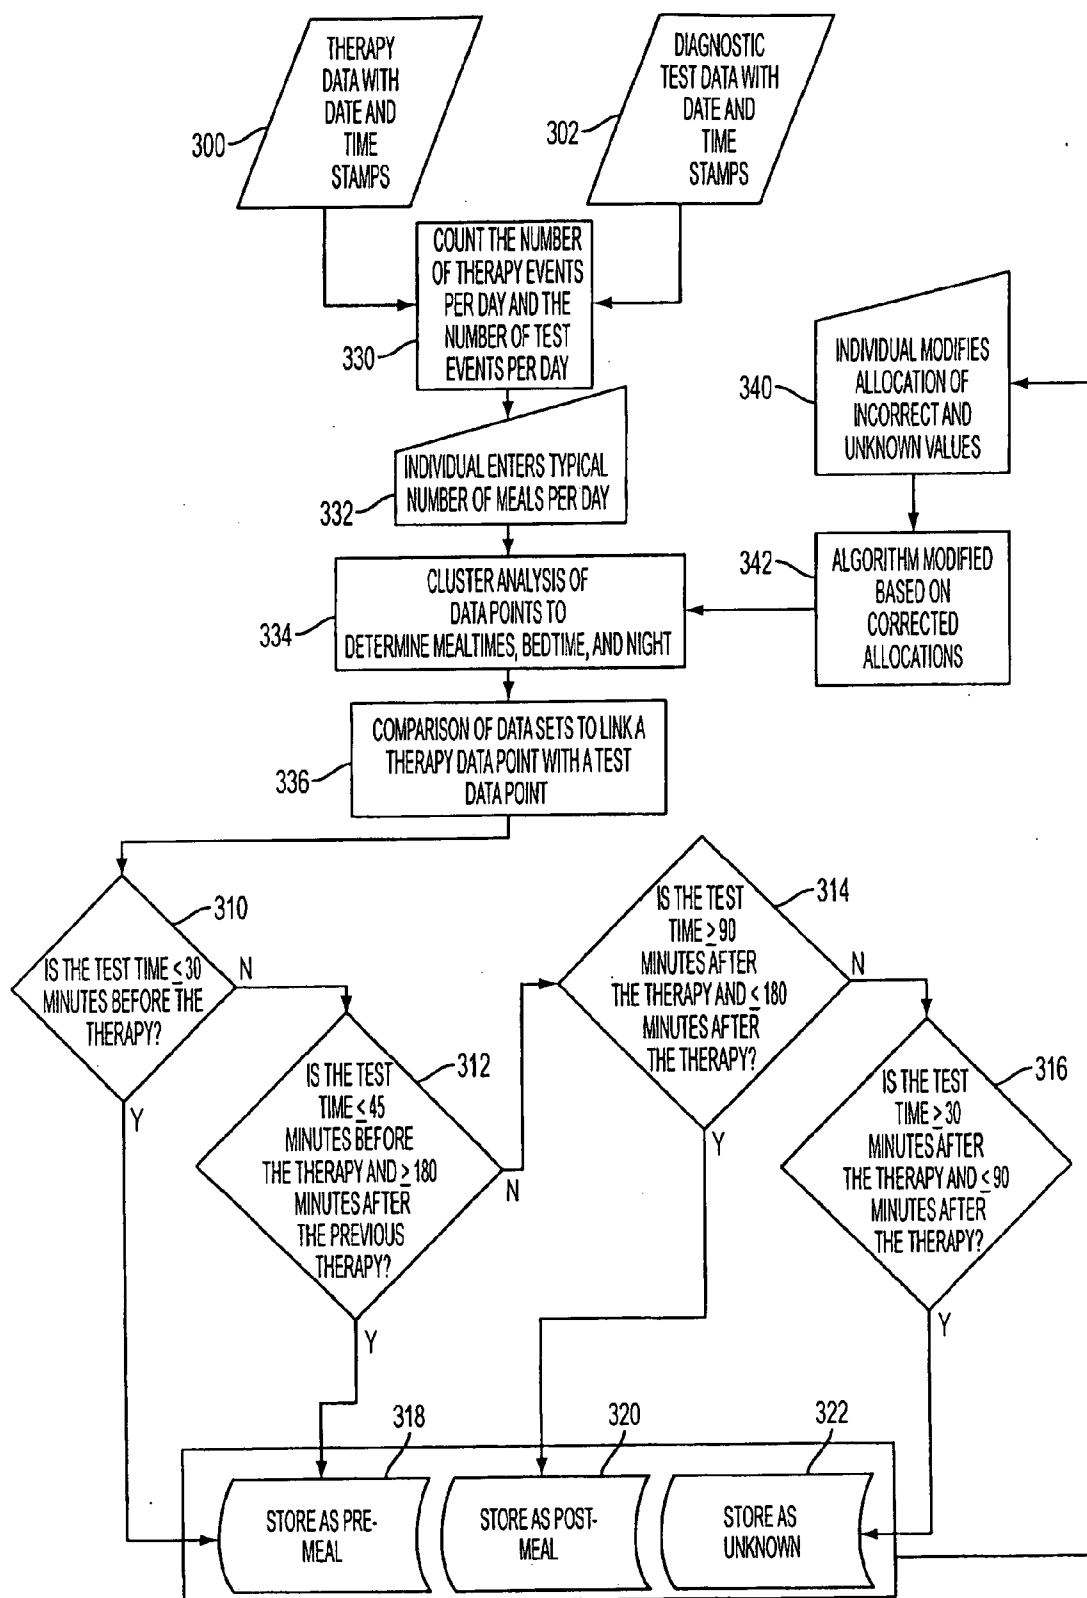 THERAPY
DATA WITH
DATE AND
TIME
STAMPS
300
DIAGNOSTIC
TEST DATA WITH
DATE AND
TIME
STAMPS
302
COUNT THE NUMBER
OF THERAPY EVENTS
PER DAY AND THE
NUMBER OF TEST
EVENTS PER DAY
330
INDIVIDUAL ENTERS TYPICAL
NUMBER OF MEALS PER DAY
332
INDIVIDUAL MODIFIES
ALLOCATION OF
INCORRECT AND
UNKNOWN VALUES
340
CLUSTER ANALYSIS OF
DATA POINTS TO
DETERMINE MEALTIMES, BEDTIME, AND NIGHT
334
ALGORITHM MODIFIED
BASED ON
CORRECTED
ALLOCATIONS
342
COMPARISON OF DATA SETS TO LINK A
THERAPY DATA POINT WITH A TEST
DATA POINT
336
310
IS THE TEST TIME ≤ 30
MINUTES BEFORE THE
THERAPY?
N
Y
312
IS THE TEST
TIME ≤ 45
MINUTES BEFORE
THE THERAPY AND ≥ 180
MINUTES AFTER
THE PREVIOUS
THERAPY?
N
Y
314
IS THE TEST
TIME ≥ 90
MINUTES AFTER
THE THERAPY AND ≤ 180
MINUTES AFTER
THE THERAPY?
N
Y
316
IS THE TEST
TIME ≥ 30
MINUTES AFTER
THE THERAPY AND ≤ 90
MINUTES AFTER
THE THERAPY?
Y
318
STORE AS PRE-
MEAL
320
STORE AS POST-
MEAL
322
STORE AS
UNKNOWN